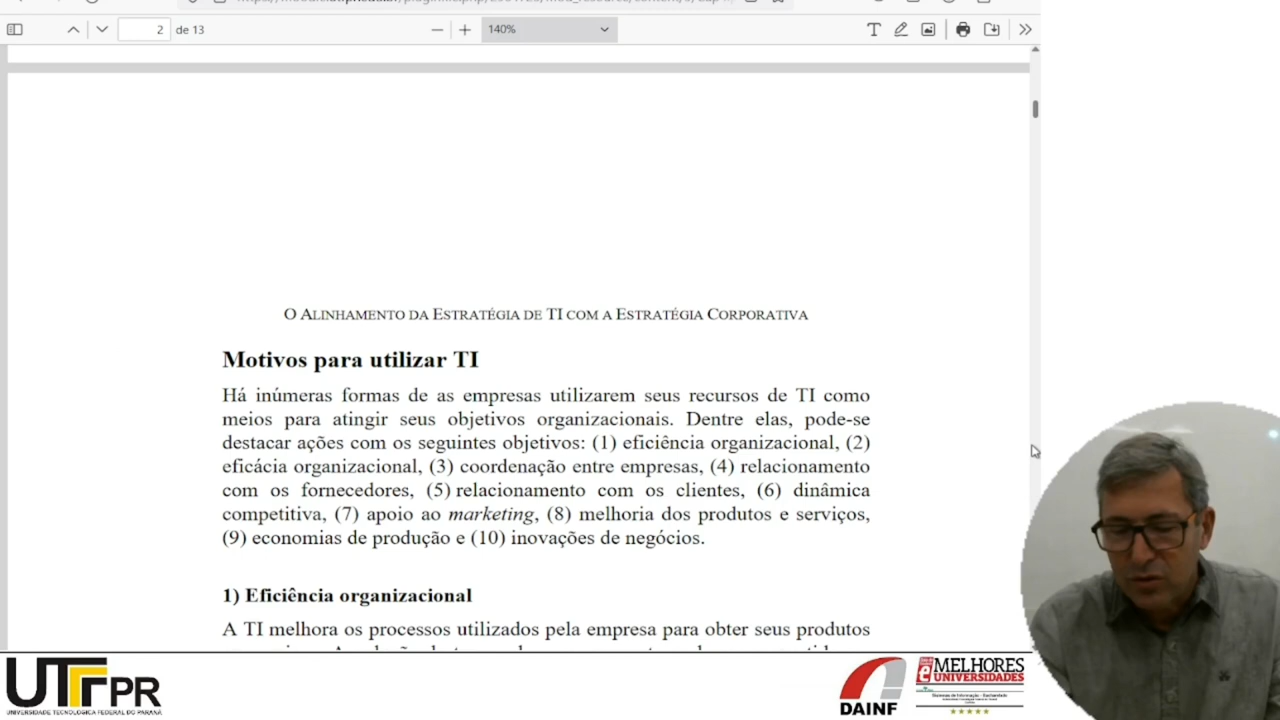 2 de 13
140%
O ALINHAMENTO DA ESTRATÉGIA DE TI COM A ESTRATÉGIA CORPORATIVA
Motivos para utilizar TI
Há inúmeras formas de as empresas utilizarem seus recursos de TI como
meios para atingir seus objetivos organizacionais. Dentre elas, pode-se
destacar ações com os seguintes objetivos: (1) eficiência organizacional, (2)
eficácia organizacional, (3) coordenação entre empresas, (4) relacionamento
com os fornecedores, (5) relacionamento com os clientes, (6) dinâmica
competitiva, (7) apoio ao marketing, (8) melhoria dos produtos e serviços,
(9) economias de produção e (10) inovações de negócios.
1) Eficiência organizacional
A TI melhora os processos utilizados pela empresa para obter seus produtos
UTFPR
UNIVERSIDADE TECNOLÓGICA FEDERAL DO PARANÁ
DAINF
MELHORES
UNIVERSIDADES
Sistemas de Informação - Bacharelado